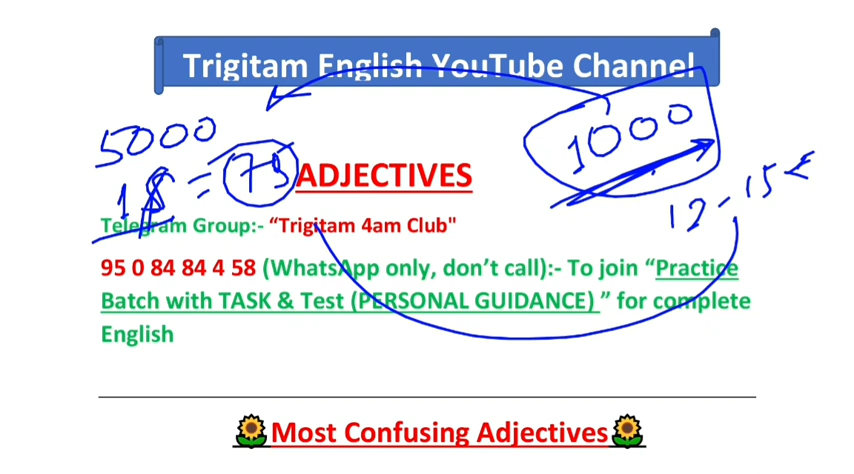 Trigitam English YouTube Channel
5000
1000
1$ = 73
ADJECTIVES
12-15
Telegram Group:- “Trigitam 4am Club"
95 0 84 84 4 58 (WhatsApp only, don’t call):- To join “Practice
Batch with TASK & Test (PERSONAL GUIDANCE) ” for complete
English
🌻Most Confusing Adjectives🌻